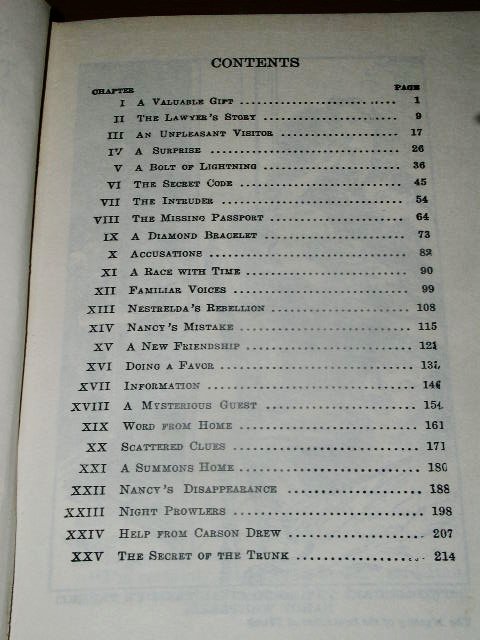 CONTENTS
CHAPTER PAGE
I A VALUABLE GIFT 1
II THE LAWYER'S STORY 9
III AN UNPLEASANT VISITOR 17
IV A SURPRISE 26
V A BOLT OF LIGHTNING 36
VI THE SECRET CODE 45
VII THE INTRUDER 54
VIII THE MISSING PASSPORT 64
IX A DIAMOND BRACELET 73
X ACCUSATIONS 82
XI A RACE WITH TIME 90
XII FAMILIAR VOICES 99
XIII NESTRELDA'S REBELLION 108
XIV NANCY'S MISTAKE 115
XV A NEW FRIENDSHIP 121
XVI DOING A FAVOR
XVII INFORMATION 146
XVIII A MYSTERIOUS GUEST 154
XIX WORD FROM HOME 161
XX SCATTERED CLUES 171
XXI A SUMMONS HOME 180
XXII NANCY'S DISAPPEARANCE 188
XXIII NIGHT PROWLERS 198
XXIV HELP FROM CARSON DREW 207
XXV THE SECRET OF THE TRUNK 214